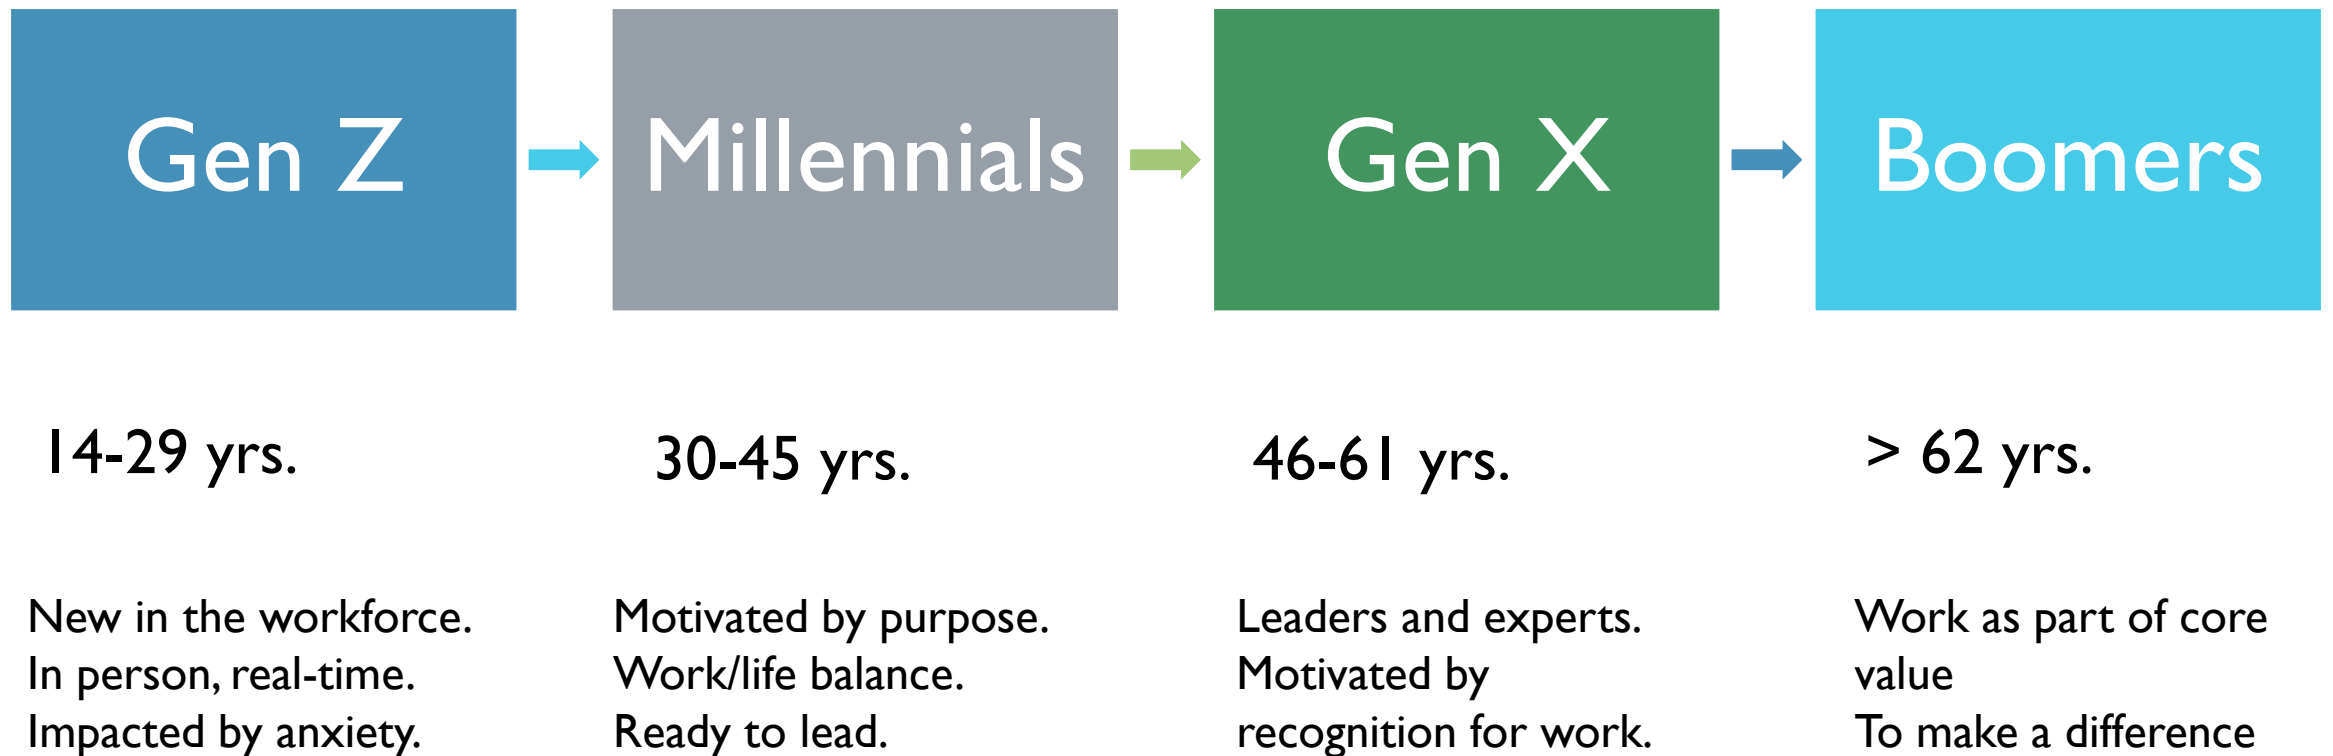 Gen Z
Millennials
Gen X
Boomers
14-29 yrs.
30-45 yrs.
46-61 yrs.
> 62 yrs.
New in the workforce.
In person, real-time.
Impacted by anxiety.
Motivated by purpose.
Work/life balance.
Ready to lead.
Leaders and experts.
Motivated by
recognition for work.
Work as part of core
value
To make a difference